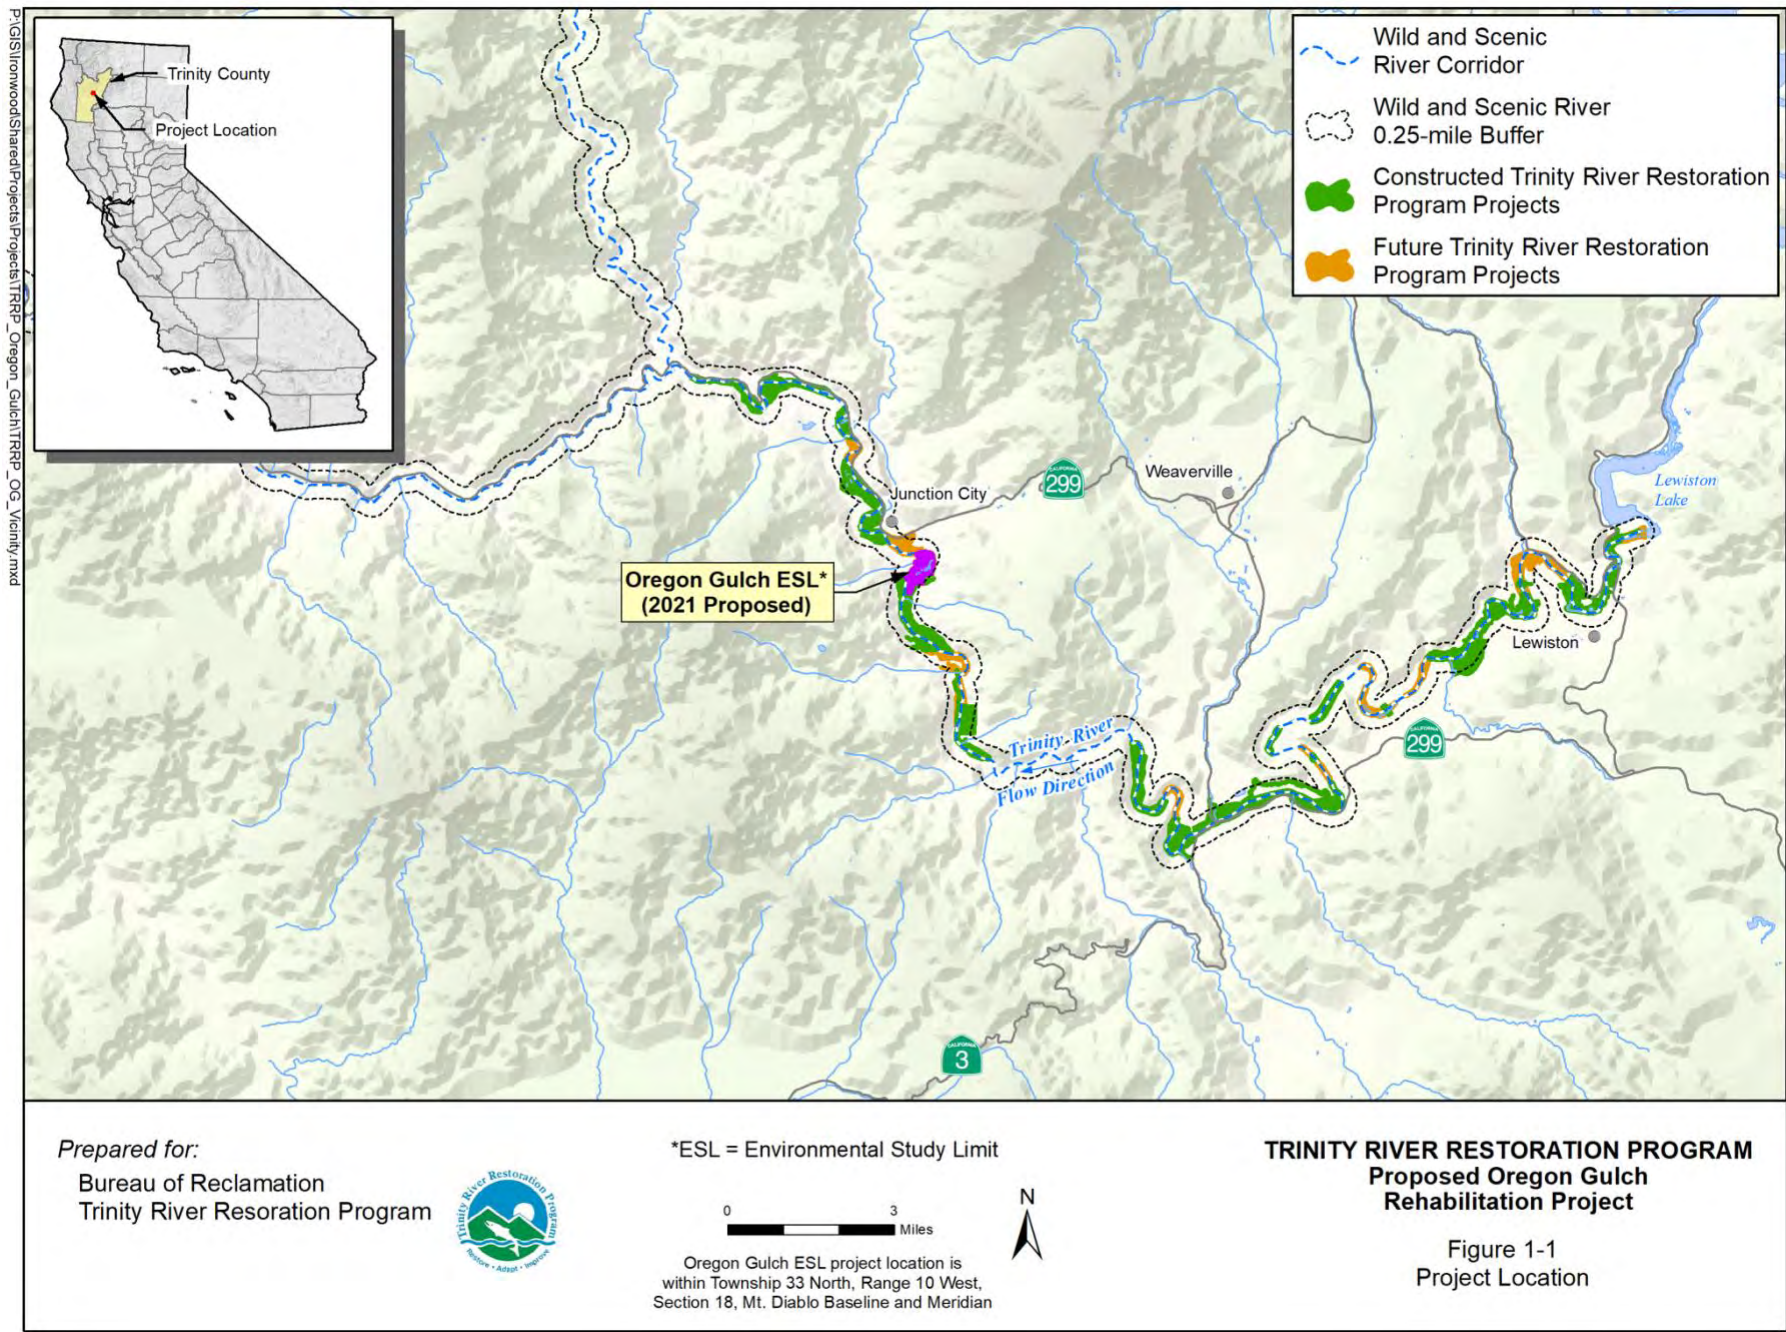 P:\GIS\Ironwood\Shared\Projects\Projects\TRRP_Oregon_Gulch\TRRP_OG_Vicinity.mxd
Trinity County
Project Location
Wild and Scenic
River Corridor
Wild and Scenic River
0.25-mile Buffer
Constructed Trinity River Restoration
Program Projects
Future Trinity River Restoration
Program Projects
Junction City
CALIFORNIA
299
Weaverville
Lewiston
Lake
Oregon Gulch ESL*
(2021 Proposed)
Lewiston
Trinity River
Flow Direction
CALIFORNIA
299
CALIFORNIA
3
Prepared for:
Bureau of Reclamation
Trinity River Resoration Program
Trinity River Restoration Program
Restore • Adapt • Improve
*ESL = Environmental Study Limit
0 3
Miles
N
Oregon Gulch ESL project location is
within Township 33 North, Range 10 West,
Section 18, Mt. Diablo Baseline and Meridian
TRINITY RIVER RESTORATION PROGRAM
Proposed Oregon Gulch
Rehabilitation Project
Figure 1-1
Project Location